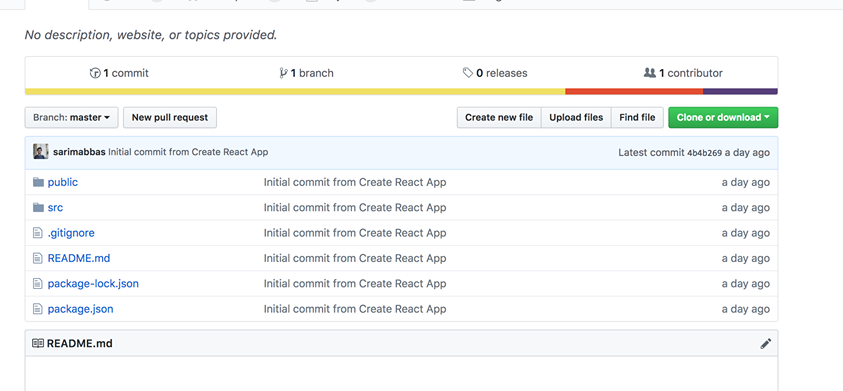 No description, website, or topics provided.
1 commit 1 branch 0 releases 1 contributor
Branch: master New pull request Create new file Upload files Find file Clone or download
sarimabbas Initial commit from Create React App Latest commit 4b4b269 a day ago
public Initial commit from Create React App a day ago
src Initial commit from Create React App a day ago
.gitignore Initial commit from Create React App a day ago
README.md Initial commit from Create React App a day ago
package-lock.json Initial commit from Create React App a day ago
package.json Initial commit from Create React App a day ago
README.md